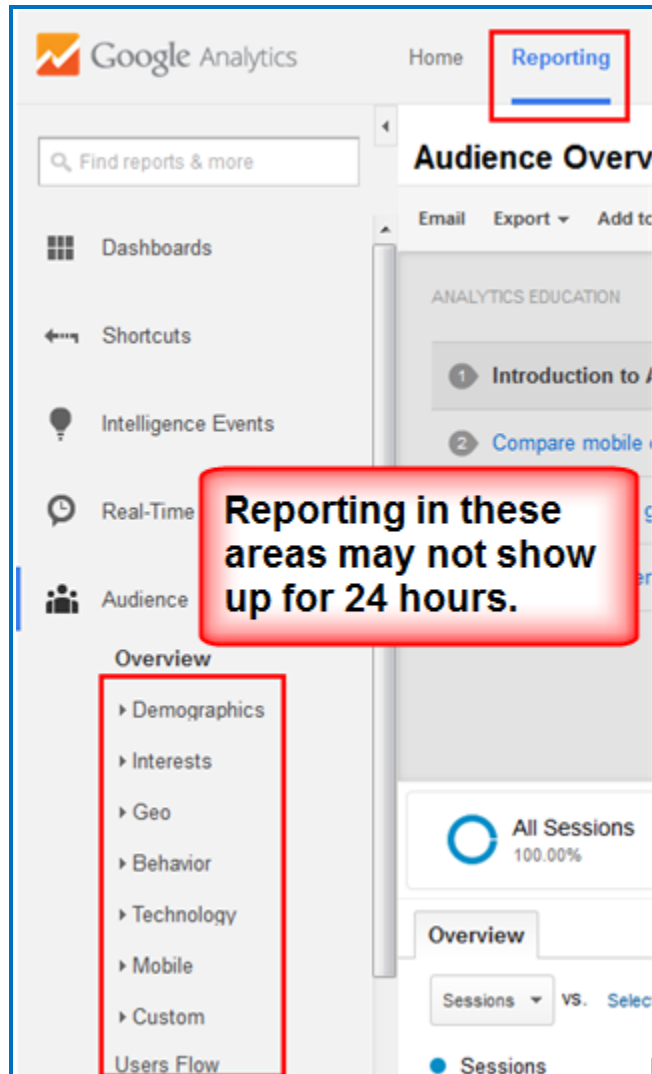 Google Analytics
Home
Reporting
Find reports & more
Audience Overv
Email Export Add to
Dashboards
ANALYTICS EDUCATION
Shortcuts
1 Introduction to A
Intelligence Events
2 Compare mobile
Real-Time
Reporting in these
areas may not show
up for 24 hours.
Audience
Overview
Demographics
Interests
Geo
Behavior
Technology
Mobile
Custom
Users Flow
All Sessions
100.00%
Overview
Sessions VS. Selec
Sessions